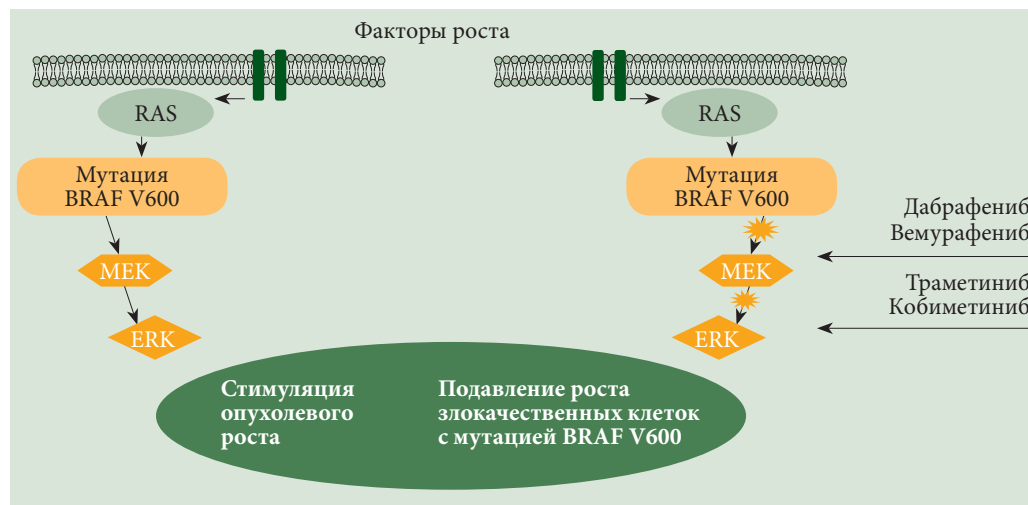 Факторы роста
RAS
Мутация
BRAF V600
MEK
ERK
RAS
Мутация
BRAF V600
MEK
ERK
Дабрафениб
Вемурафениб
Траметиниб
Кобиметиниб
Стимуляция
опухолевого
роста
Подавление роста
злокачественных клеток
с мутацией BRAF V600